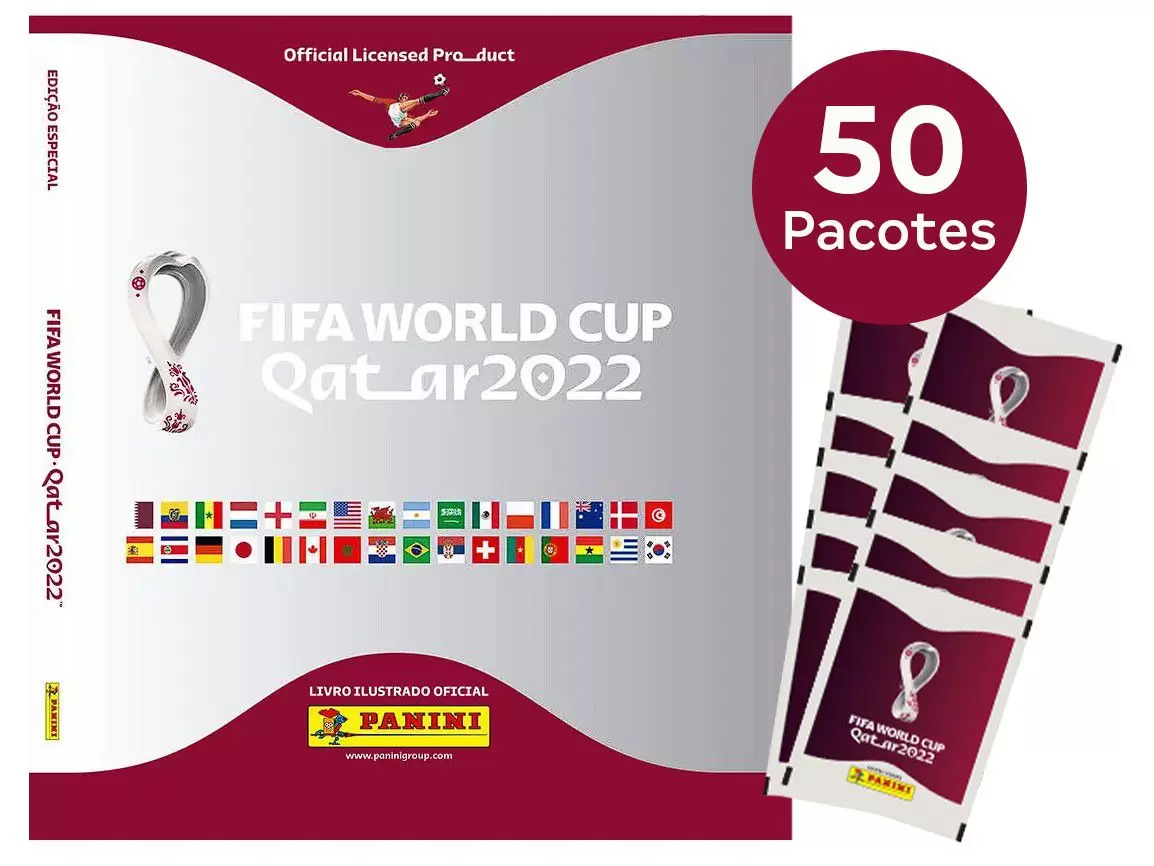 Official Licensed Product
EDIÇÃO ESPECIAL
FIFA WORLD CUP
Qatar2022
FIFA WORLD CUP · Qatar2022™
PANINI
LIVRO ILUSTRADO OFICIAL
PANINI
www.paninigroup.com
50
Pacotes
FIFA WORLD CUP
Qatar2022
PANINI